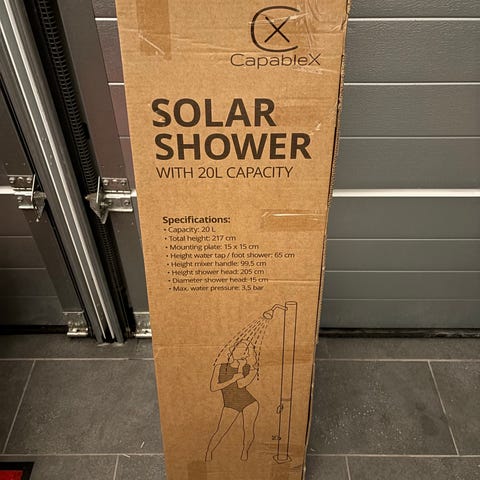 CX
CapableX
SOLAR
SHOWER
WITH 20L CAPACITY
Specifications:
• Capacity: 20 L
• Total height: 217 cm
• Mounting plate: 15 x 15 cm
• Height water tap / foot shower: 65 cm
• Height mixer handle: 99,5 cm
• Height shower head: 205 cm
• Diameter shower head: 15 cm
• Max. water pressure: 3,5 bar